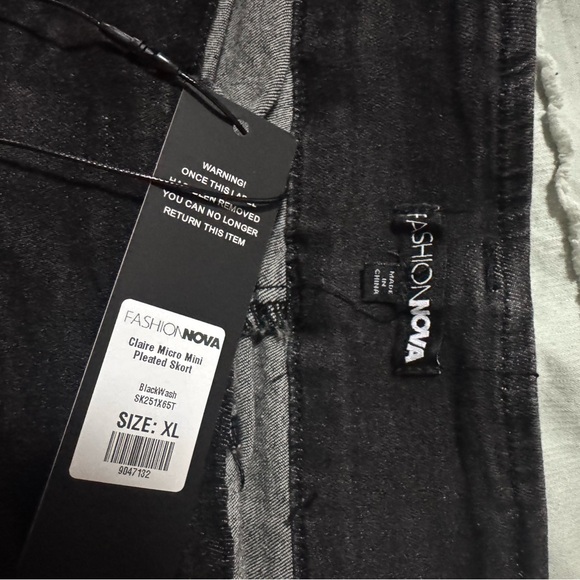 WARNING!
ONCE THIS LABEL
HAS BEEN REMOVED
YOU CAN NO LONGER
RETURN THIS ITEM
FASHIONNOVA
Claire Micro Mini
Pleated Skort
BlackWash
SK251X65T
SIZE: XL
9847132
FASHIONNOVA
MADE
IN
CHINA